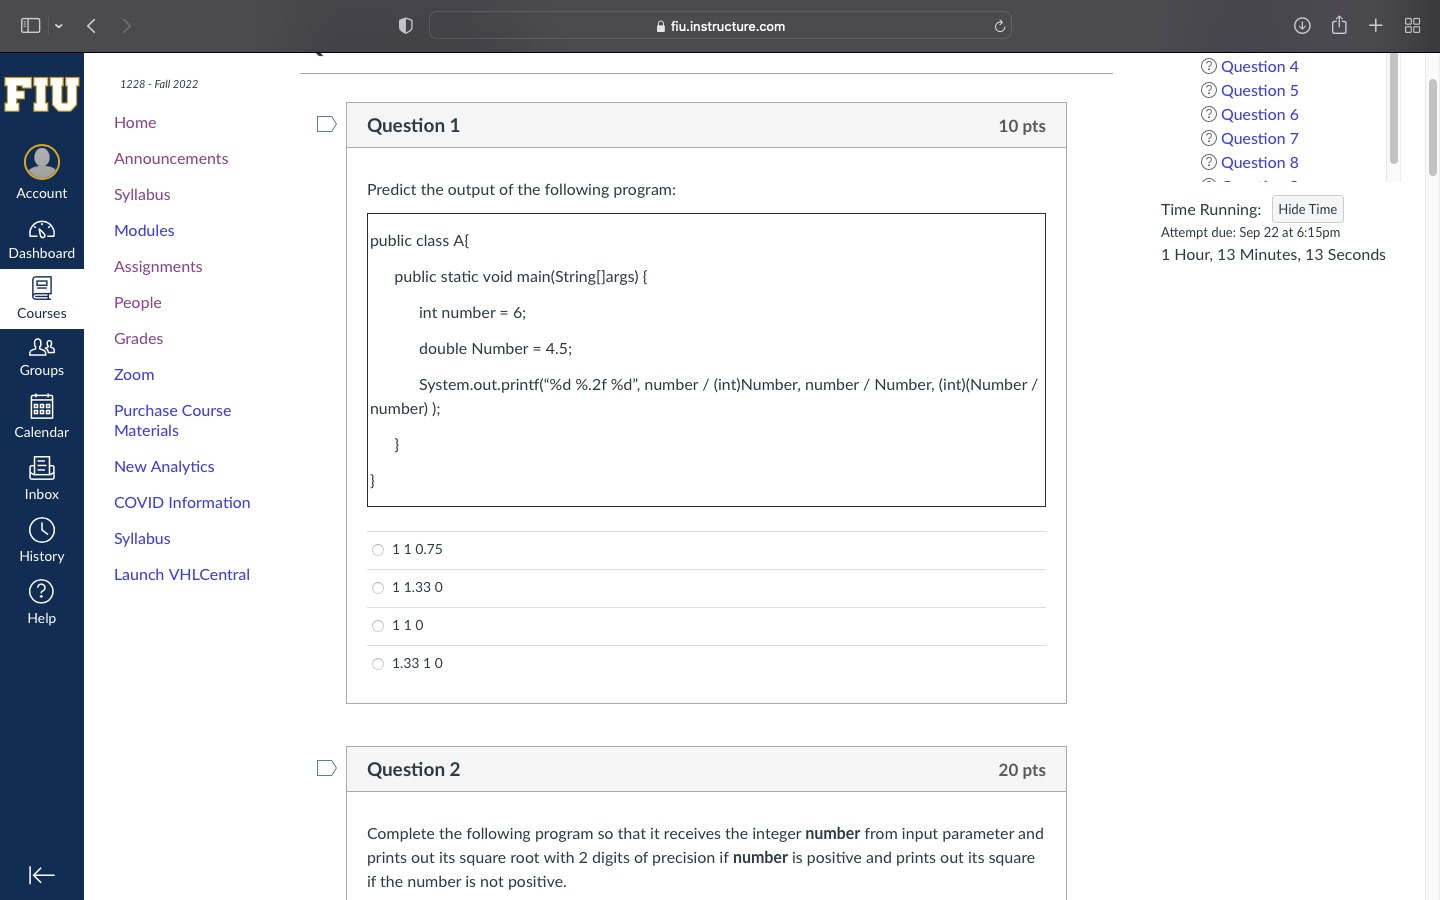 fiu.instructure.com
FIU
Account
Dashboard
Courses
Groups
Calendar
Inbox
History
Help
1228 - Fall 2022
Home
Announcements
Syllabus
Modules
Assignments
People
Grades
Zoom
Purchase Course
Materials
New Analytics
COVID Information
Syllabus
Launch VHLCentral
Question 1 10 pts
Predict the output of the following program:
public class A{
public static void main(String[]args) {
int number = 6;
double Number = 4.5;
System.out.printf(“%d %.2f %d”, number / (int)Number, number / Number, (int)(Number /
number) );
}
}
1 1 0.75
1 1.33 0
1 1 0
1.33 1 0
Question 2 20 pts
Complete the following program so that it receives the integer number from input parameter and
prints out its square root with 2 digits of precision if number is positive and prints out its square
if the number is not positive.
Question 4
Question 5
Question 6
Question 7
Question 8
Time Running: Hide Time
Attempt due: Sep 22 at 6:15pm
1 Hour, 13 Minutes, 13 Seconds